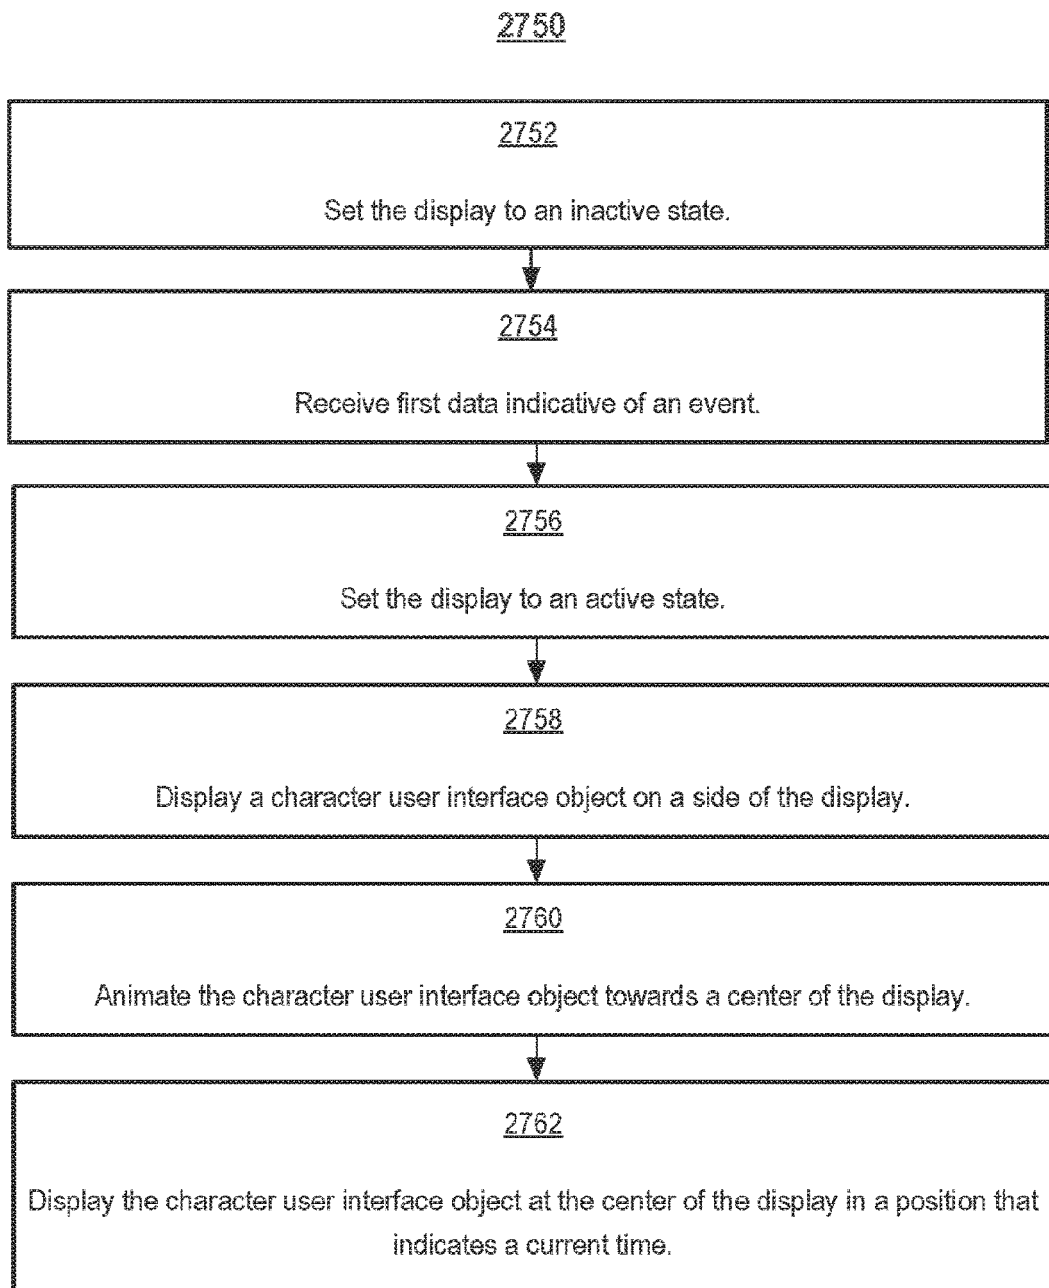 2750
2752
Set the display to an inactive state.
2754
Receive first data indicative of an event.
2756
Set the display to an active state.
2758
Display a character user interface object on a side of the display.
2760
Animate the character user interface object towards a center of the display.
2762
Display the character user interface object at the center of the display in a position that
indicates a current time.